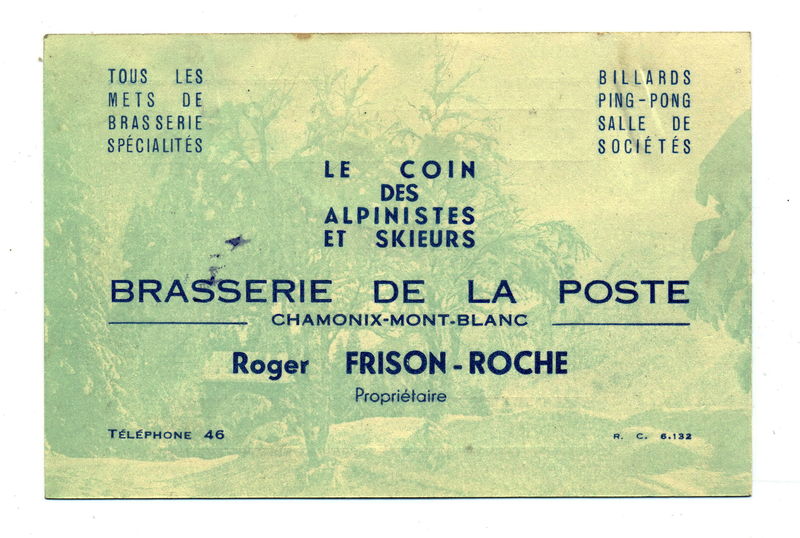 TOUS LES
METS DE
BRASSERIE
SPÉCIALITÉS
BILLARDS
PING-PONG
SALLE DE
SOCIÉTÉS
LE COIN
DES
ALPINISTES
ET SKIEURS
BRASSERIE DE LA POSTE
CHAMONIX-MONT-BLANC
Roger FRISON-ROCHE
Propriétaire
TÉLÉPHONE 46
R. C. 6.132